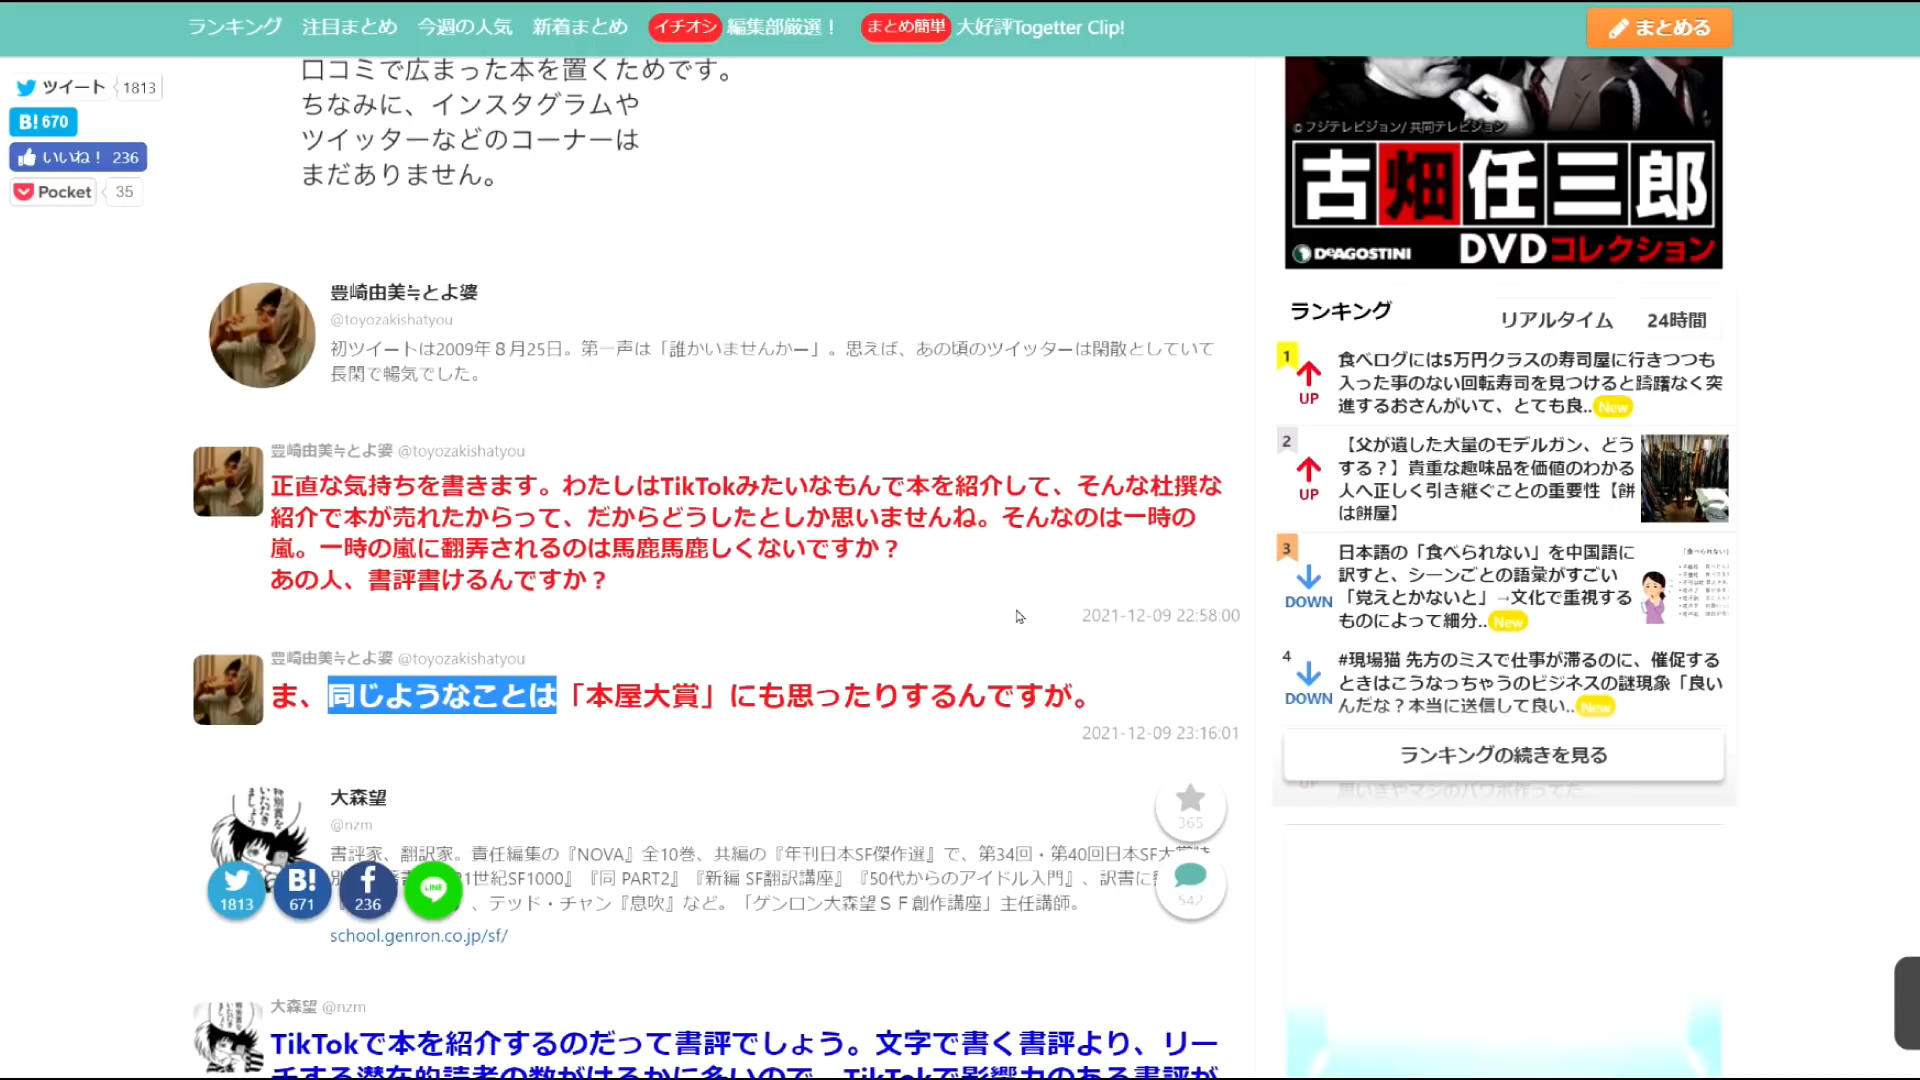 ランキング 注目まとめ 今週の人気 新着まとめ イチオシ 編集部厳選！ まとめ簡単 大好評Togetter Clip! まとめる
ツイート 1813
B! 670
いいね！ 236
Pocket 35
口コミで広まった本を置くためです。
ちなみに、インスタグラムや
ツイッターなどのコーナーは
まだありません。
豊崎由美≒とよ婆
@toyozakishatyou
初ツイートは2009年８月25日。第一声は「誰かいませんかー」。思えば、あの頃のツイッターは閑散としていて
長閑で暢気でした。
豊崎由美≒とよ婆 @toyozakishatyou
正直な気持ちを書きます。わたしはTikTokみたいなもんで本を紹介して、そんな杜撰な
紹介で本が売れたからって、だからどうしたとしか思いませんね。そんなのは一時の
嵐。一時の嵐に翻弄されるのは馬鹿馬鹿しくないですか？
あの人、書評書けるんですか？
2021-12-09 22:58:00
豊崎由美≒とよ婆 @toyozakishatyou
ま、同じようなことは「本屋大賞」にも思ったりするんですが。
2021-12-09 23:16:01
大森望
@nzm
書評家、翻訳家。責任編集の『NOVA』全10巻、共編の『年刊日本SF傑作選』で、第34回・第40回日本SF大賞特
21世紀SF1000』『同 PART2』『新編 SF翻訳講座』『50代からのアイドル入門』、訳書に
、テッド・チャン『息吹』など。「ゲンロン大森望ＳＦ創作講座」主任講師。
school.genron.co.jp/sf/
1813
B! 671
236
LINE
365
542
大森望 @nzm
TikTokで本を紹介するのだって書評でしょう。文字で書く書評より、リー
チする潜在的読者の数がはるかに多いので、TikTokで影響力のある書評が
©フジテレビジョン/共同テレビジョン
古畑任三郎
DeAGOSTINI DVDコレクション
ランキング リアルタイム 24時間
1 UP
食べログには5万円クラスの寿司屋に行きつつも
入った事のない回転寿司を見つけると躊躇なく突
進するおさんがいて、とても良.. New
2 UP
【父が遺した大量のモデルガン、どう
する？】貴重な趣味品を価値のわかる
人へ正しく引き継ぐことの重要性【餅
は餅屋】
3 DOWN
日本語の「食べられない」を中国語に
訳すと、シーンごとの語彙がすごい
「覚えとかないと」→文化で重視する
ものによって細分.. New
4 DOWN
#現場猫 先方のミスで仕事が滞るのに、催促する
ときはこうなっちゃうのビジネスの謎現象「良い
んだな？本当に送信して良い.. New
ランキングの続きを見る